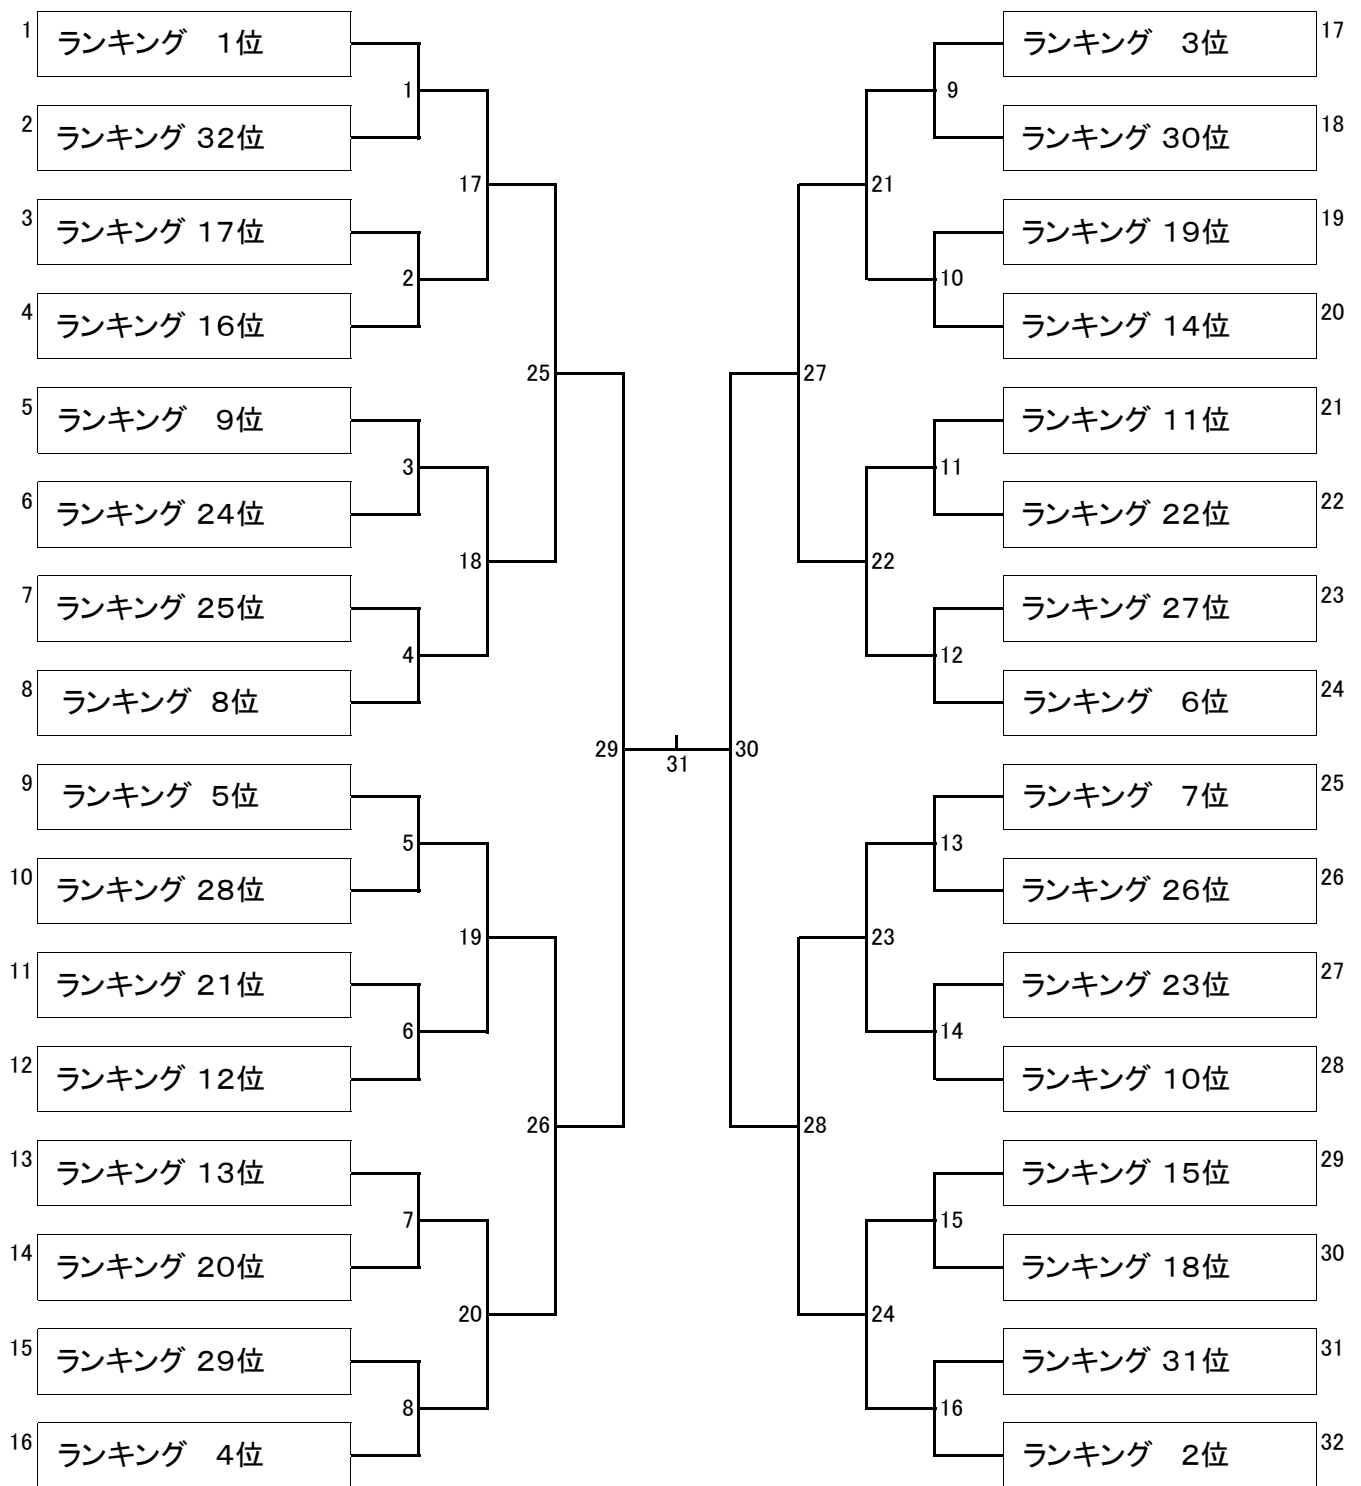 1 ランキング　1位
2 ランキング 32位
1
3 ランキング 17位
4 ランキング 16位
2
17
5 ランキング　9位
6 ランキング 24位
3
7 ランキング 25位
8 ランキング　8位
4
18
25
9 ランキング　5位
10 ランキング 28位
5
11 ランキング 21位
12 ランキング 12位
6
19
13 ランキング 13位
14 ランキング 20位
7
15 ランキング 29位
16 ランキング　4位
8
20
26
29
31
30
ランキング　3位 17
ランキング 30位 18
9
ランキング 19位 19
ランキング 14位 20
10
21
ランキング 11位 21
ランキング 22位 22
11
ランキング 27位 23
ランキング　6位 24
12
22
27
ランキング　7位 25
ランキング 26位 26
13
ランキング 23位 27
ランキング 10位 28
14
23
ランキング 15位 29
ランキング 18位 30
15
ランキング 31位 31
ランキング　2位 32
16
24
28